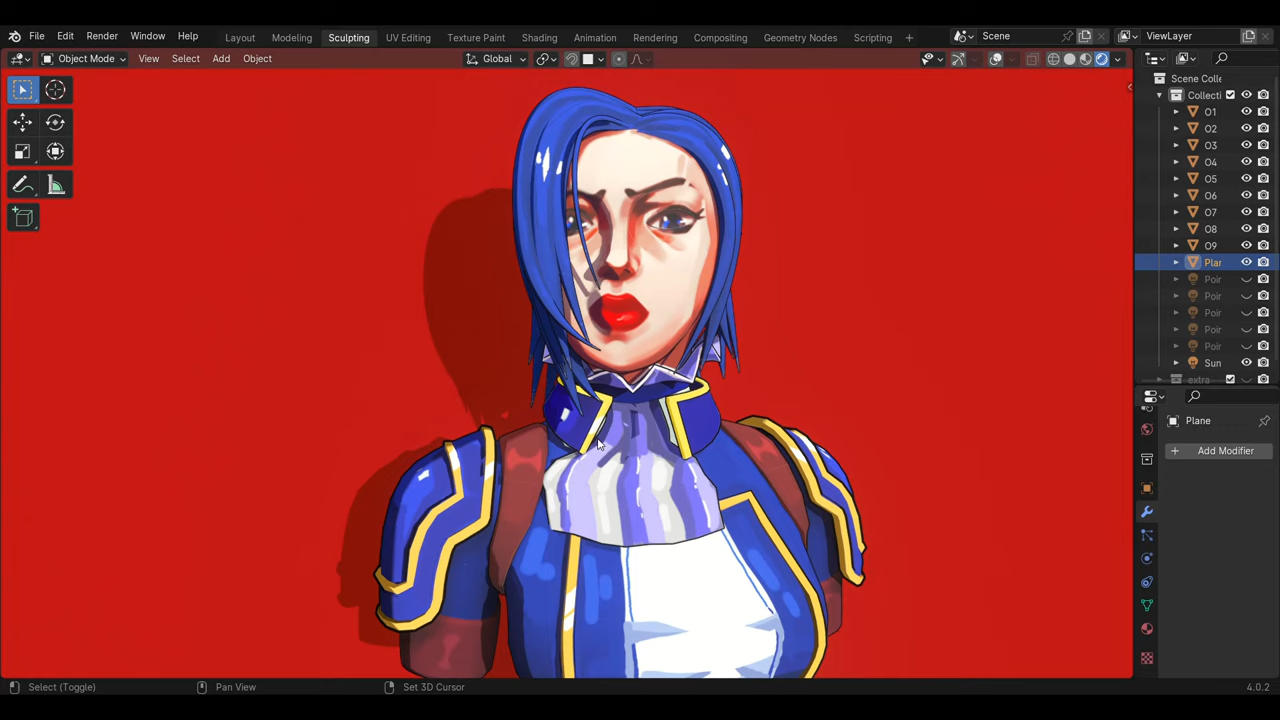 File Edit Render Window Help Layout Modeling Sculpting UV Editing Texture Paint Shading Animation Rendering Compositing Geometry Nodes Scripting + Scene ViewLayer
Object Mode View Select Add Object Global
Scene Colle
Collecti
O1
O2
O3
O4
O5
O6
O7
O8
O9
Plar
Poir
Poir
Poir
Poir
Poir
Sun
extra
Plane
+ Add Modifier
Select (Toggle) Pan View Set 3D Cursor 4.0.2